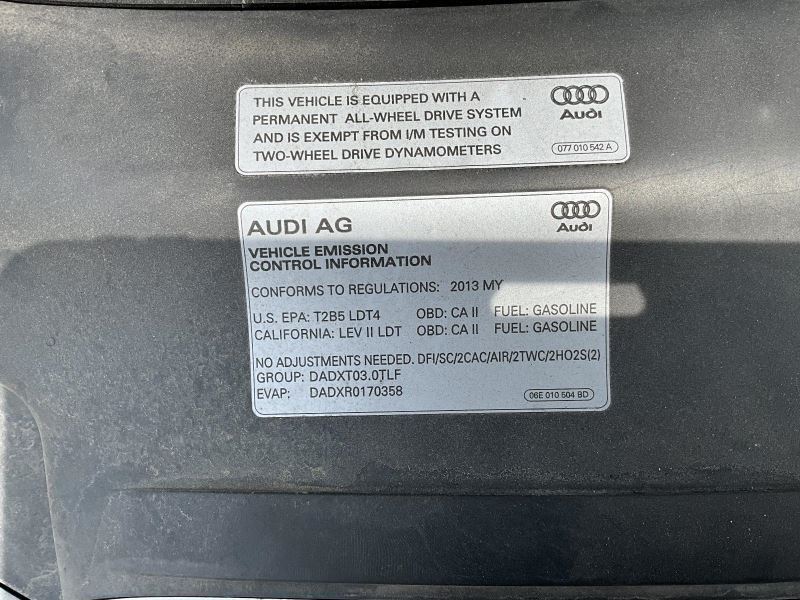 THIS VEHICLE IS EQUIPPED WITH A
PERMANENT ALL-WHEEL DRIVE SYSTEM
AND IS EXEMPT FROM I/M TESTING ON
TWO-WHEEL DRIVE DYNAMOMETERS
Audi
077 010 542 A
AUDI AG
Audi
VEHICLE EMISSION
CONTROL INFORMATION
CONFORMS TO REGULATIONS: 2013 MY
U.S. EPA: T2B5 LDT4 OBD: CA II FUEL: GASOLINE
CALIFORNIA: LEV II LDT OBD: CA II FUEL: GASOLINE
NO ADJUSTMENTS NEEDED. DFI/SC/2CAC/AIR/2TWC/2HO2S(2)
GROUP: DADXT03.0TLF
EVAP: DADXR0170358
06E 010 504 BD